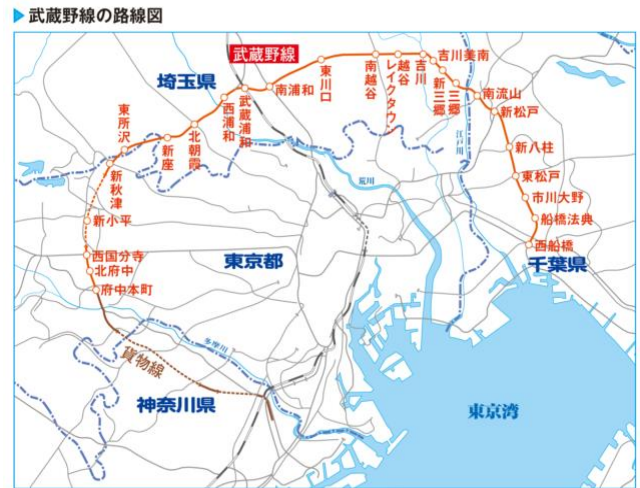 ▶武蔵野線の路線図
武蔵野線
埼玉県
吉川美南
吉川
越谷レイクタウン
南越谷
東川口
南浦和
武蔵浦和
西浦和
北朝霞
新座
東所沢
新秋津
新小平
西国分寺
北府中
府中本町
新三郷
三郷
南流山
新松戸
新八柱
東松戸
市川大野
船橋法典
西船橋
江戸川
荒川
東京都
千葉県
多摩川
貨物線
神奈川県
東京湾